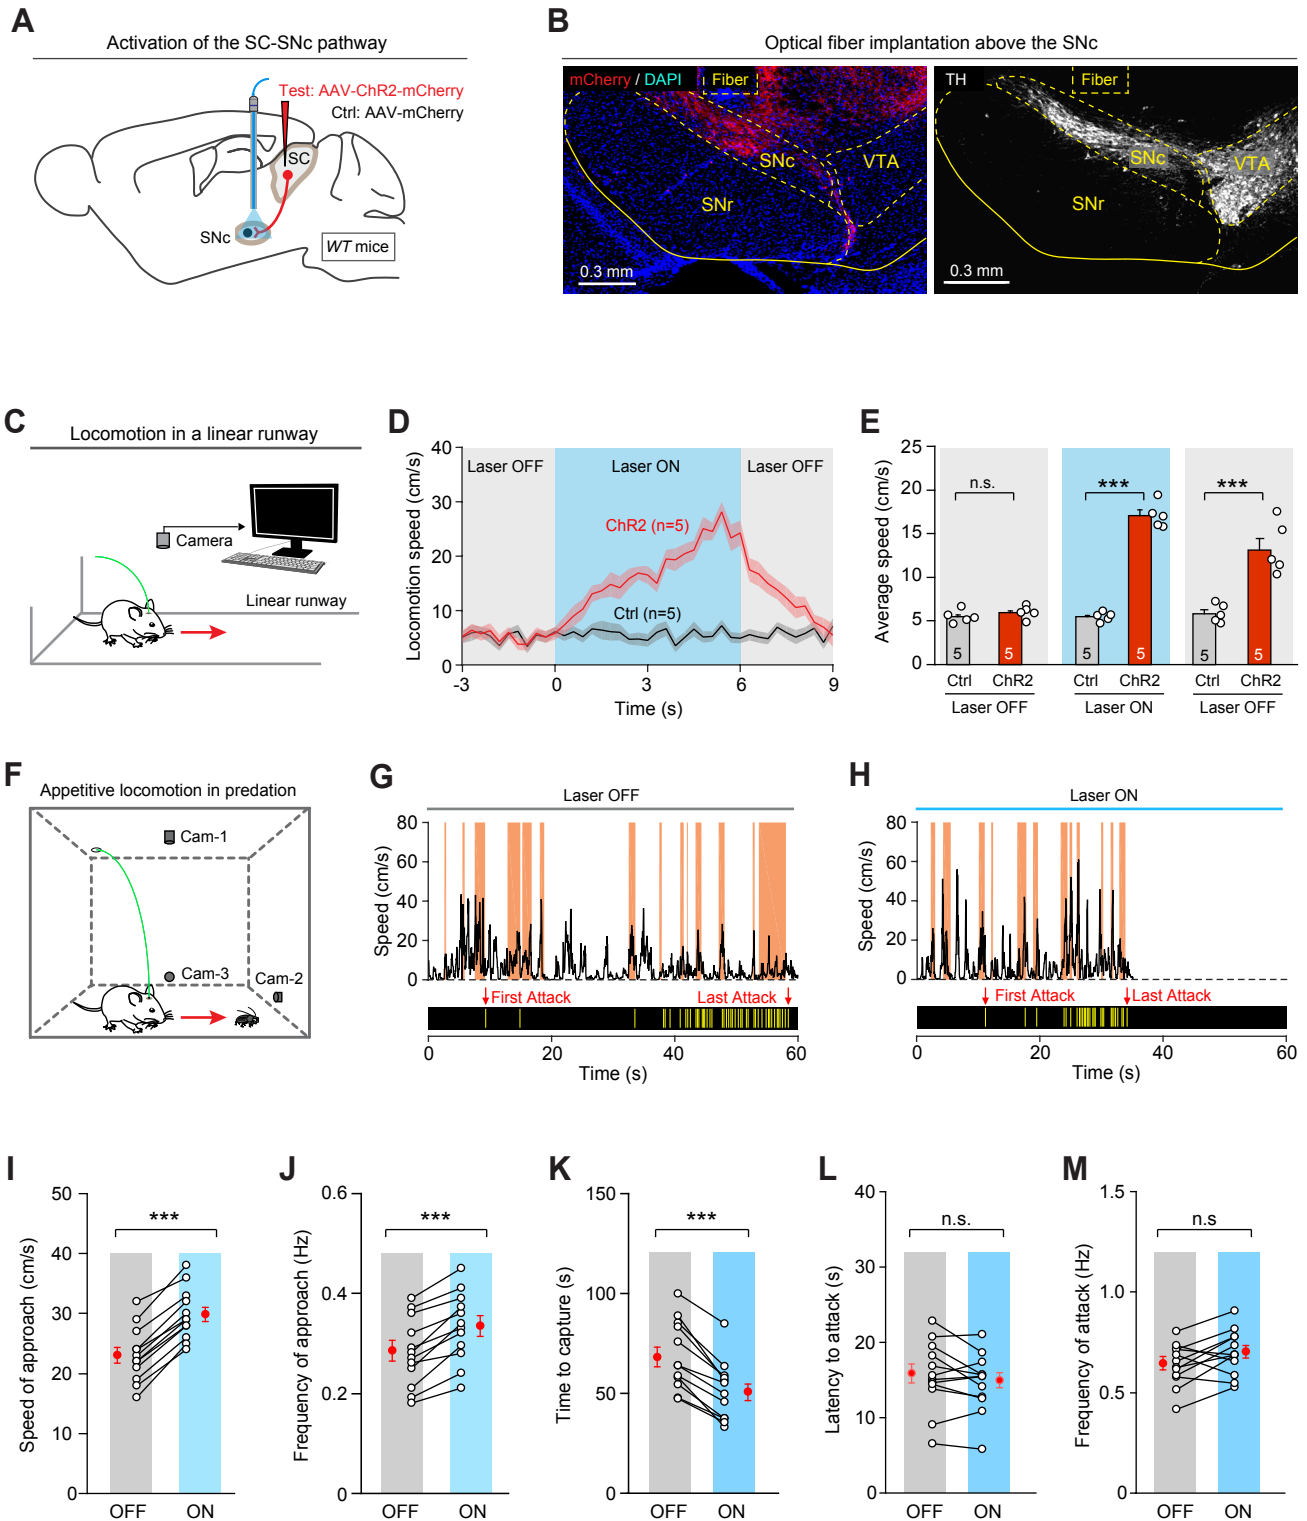 A
Activation of the SC-SNc pathway
Test: AAV-ChR2-mCherry
Ctrl: AAV-mCherry
SC
SNc
WT mice
B
Optical fiber implantation above the SNc
mCherry / DAPI
Fiber
SNc
VTA
SNr
0.3 mm
TH
Fiber
SNc
VTA
SNr
0.3 mm
C
Locomotion in a linear runway
Camera
Linear runway
D
Locomotion speed (cm/s)
40
30
20
10
0
Laser OFF
Laser ON
Laser OFF
ChR2 (n=5)
Ctrl (n=5)
-3
0
3
6
9
Time (s)
E
Average speed (cm/s)
25
20
15
10
5
0
n.s.
***
***
5
5
5
5
5
5
Ctrl
ChR2
Ctrl
ChR2
Ctrl
ChR2
Laser OFF
Laser ON
Laser OFF
F
Appetitive locomotion in predation
Cam-1
Cam-3
Cam-2
G
Laser OFF
Speed (cm/s)
80
60
40
20
0
First Attack
Last Attack
0
20
40
60
Time (s)
H
Laser ON
Speed (cm/s)
80
60
40
20
0
First Attack
Last Attack
0
20
40
60
Time (s)
I
Speed of approach (cm/s)
50
40
30
20
10
0
***
OFF
ON
J
Frequency of approach (Hz)
0.6
0.4
0.2
0
***
OFF
ON
K
Time to capture (s)
150
100
50
0
***
OFF
ON
L
Latency to attack (s)
40
30
20
10
0
n.s.
OFF
ON
M
Frequency of attack (Hz)
1.5
1.0
0.5
0
n.s
OFF
ON